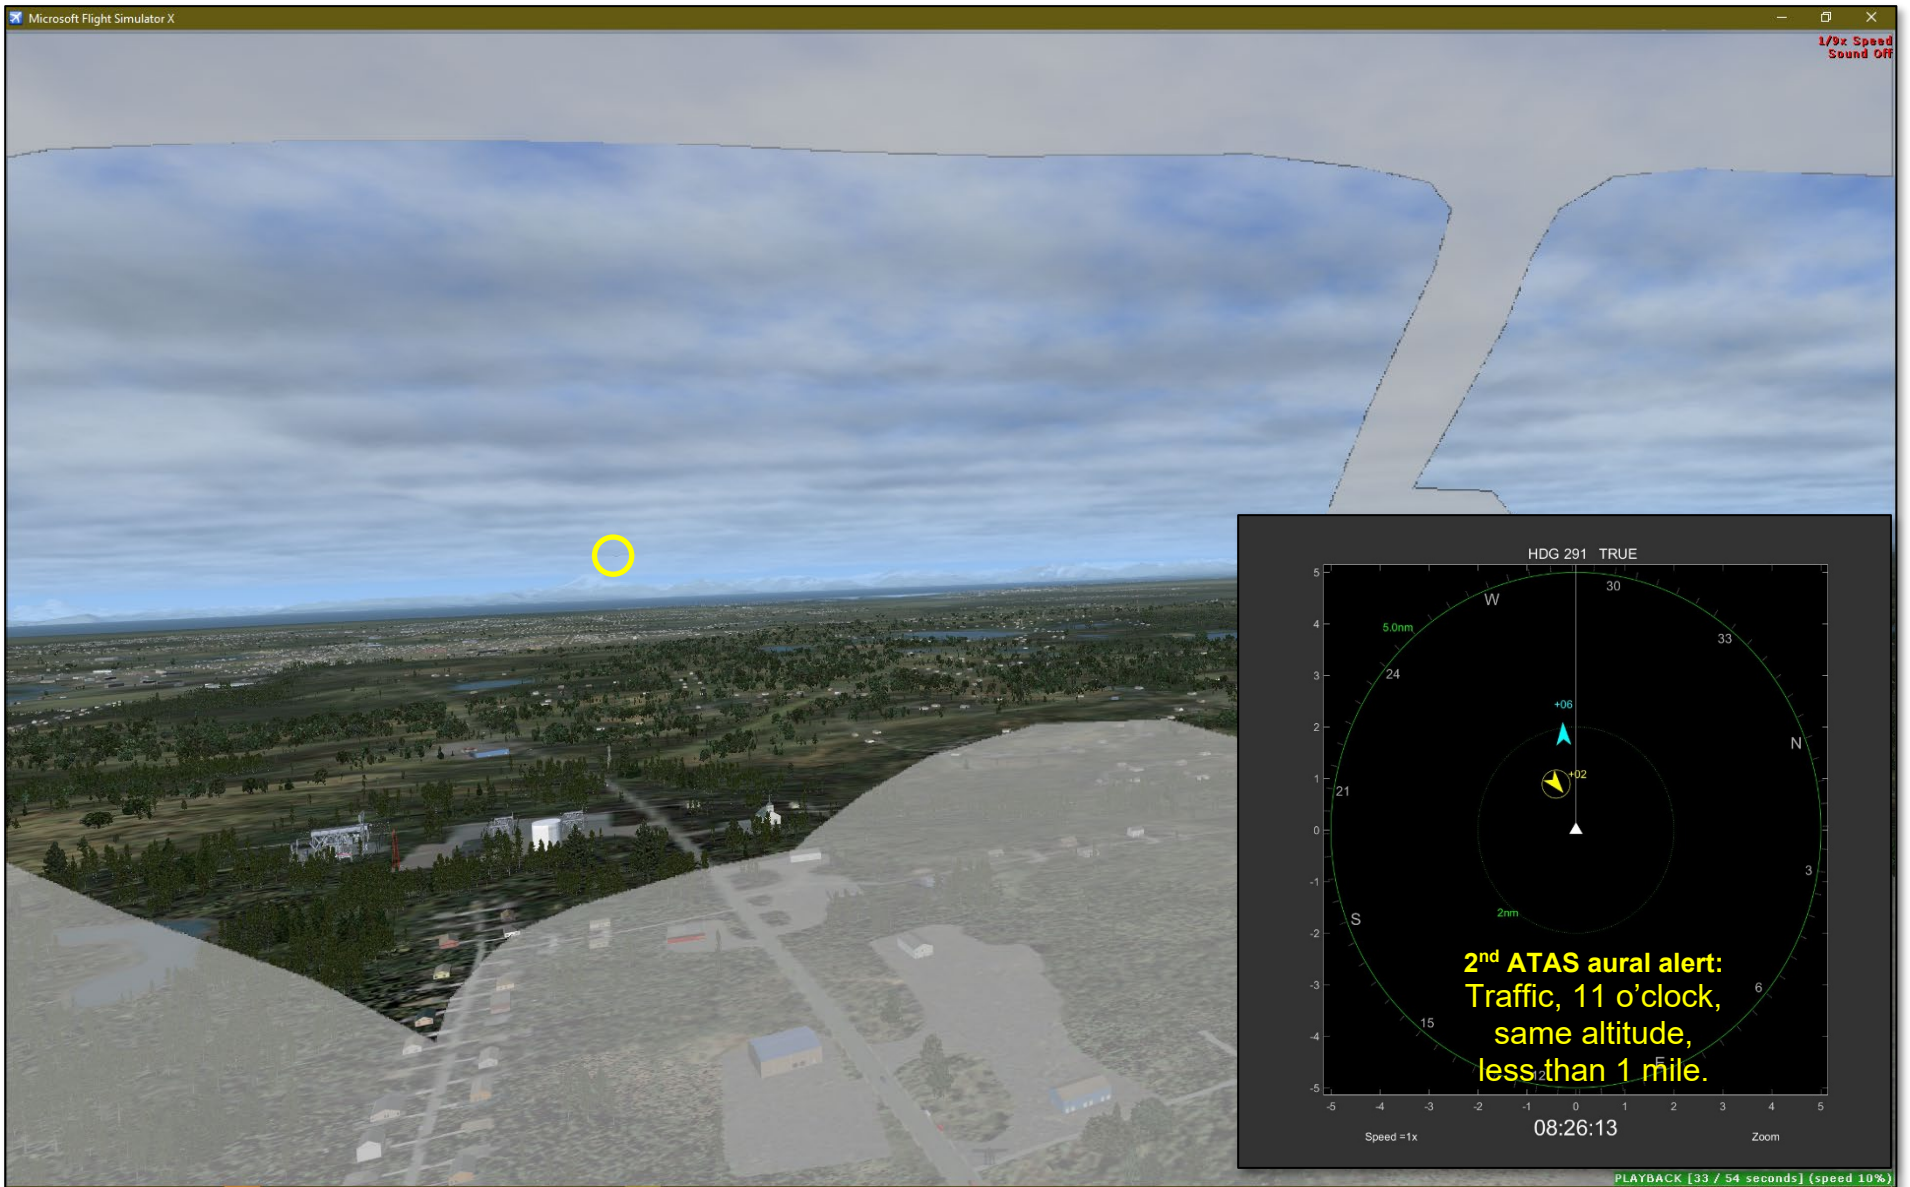 Microsoft Flight Simulator X
1/9x Speed
Sound Off
HDG 291 TRUE
5
4
3
2
1
0
-1
-2
-3
-4
-5
W
30
5.0nm
33
24
+06
N
+02
21
3
2nm
S
6
15
E
12
2nd ATAS aural alert:
Traffic, 11 o’clock,
same altitude,
less than 1 mile.
-5 -4 -3 -2 -1 0 1 2 3 4 5
Speed =1x 08:26:13 Zoom
PLAYBACK [33 / 54 seconds] (speed 10%)